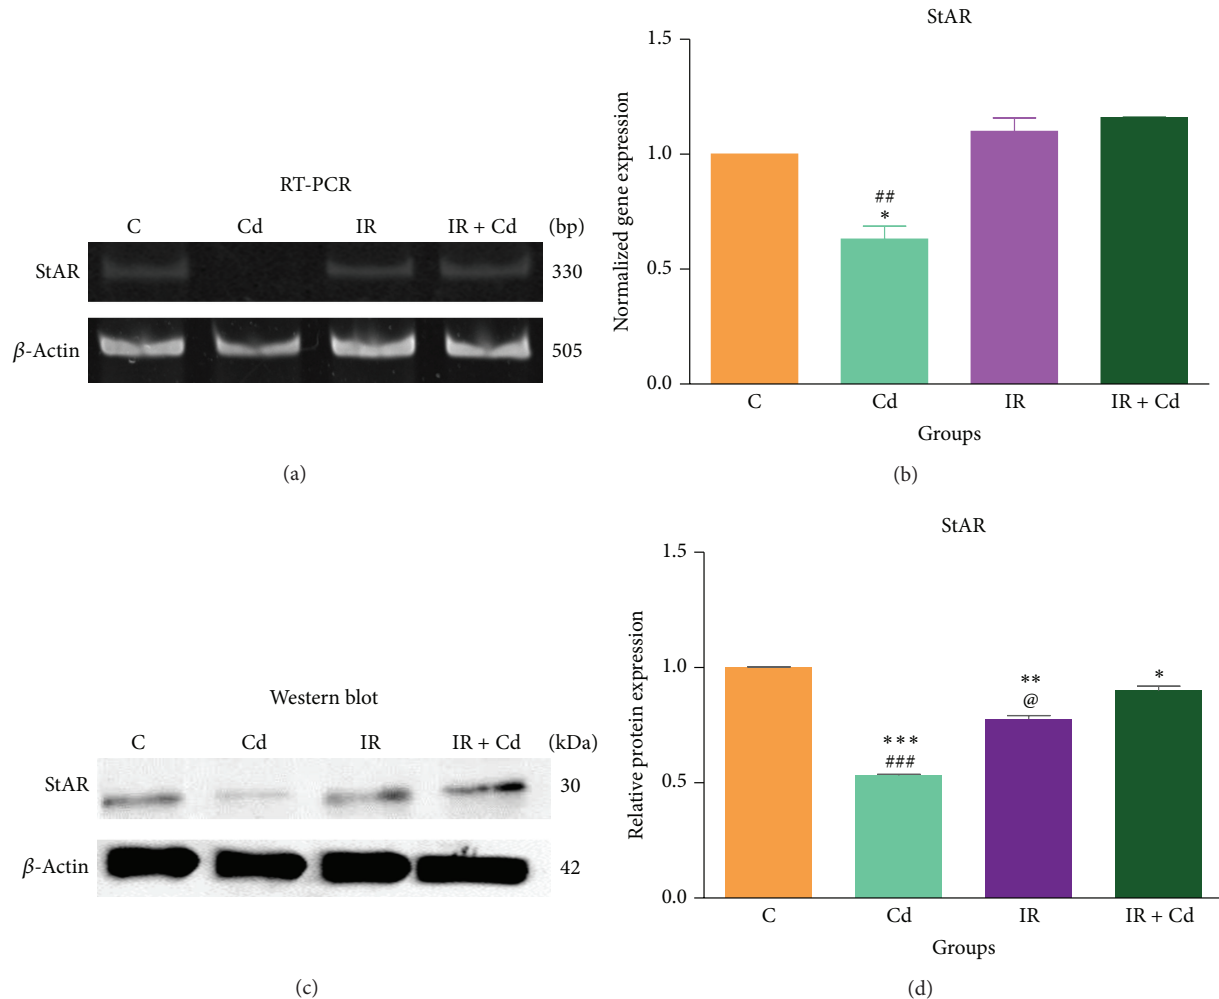 RT-PCR
C Cd IR IR + Cd (bp)
StAR 330
β-Actin 505
(a)
StAR
Normalized gene expression
1.5
1.0
0.5
0.0
##
*
C Cd IR IR + Cd
Groups
(b)
Western blot
C Cd IR IR + Cd (kDa)
StAR 30
β-Actin 42
(c)
StAR
Relative protein expression
1.5
1.0
0.5
0.0
***
###
**
@
*
C Cd IR IR + Cd
Groups
(d)